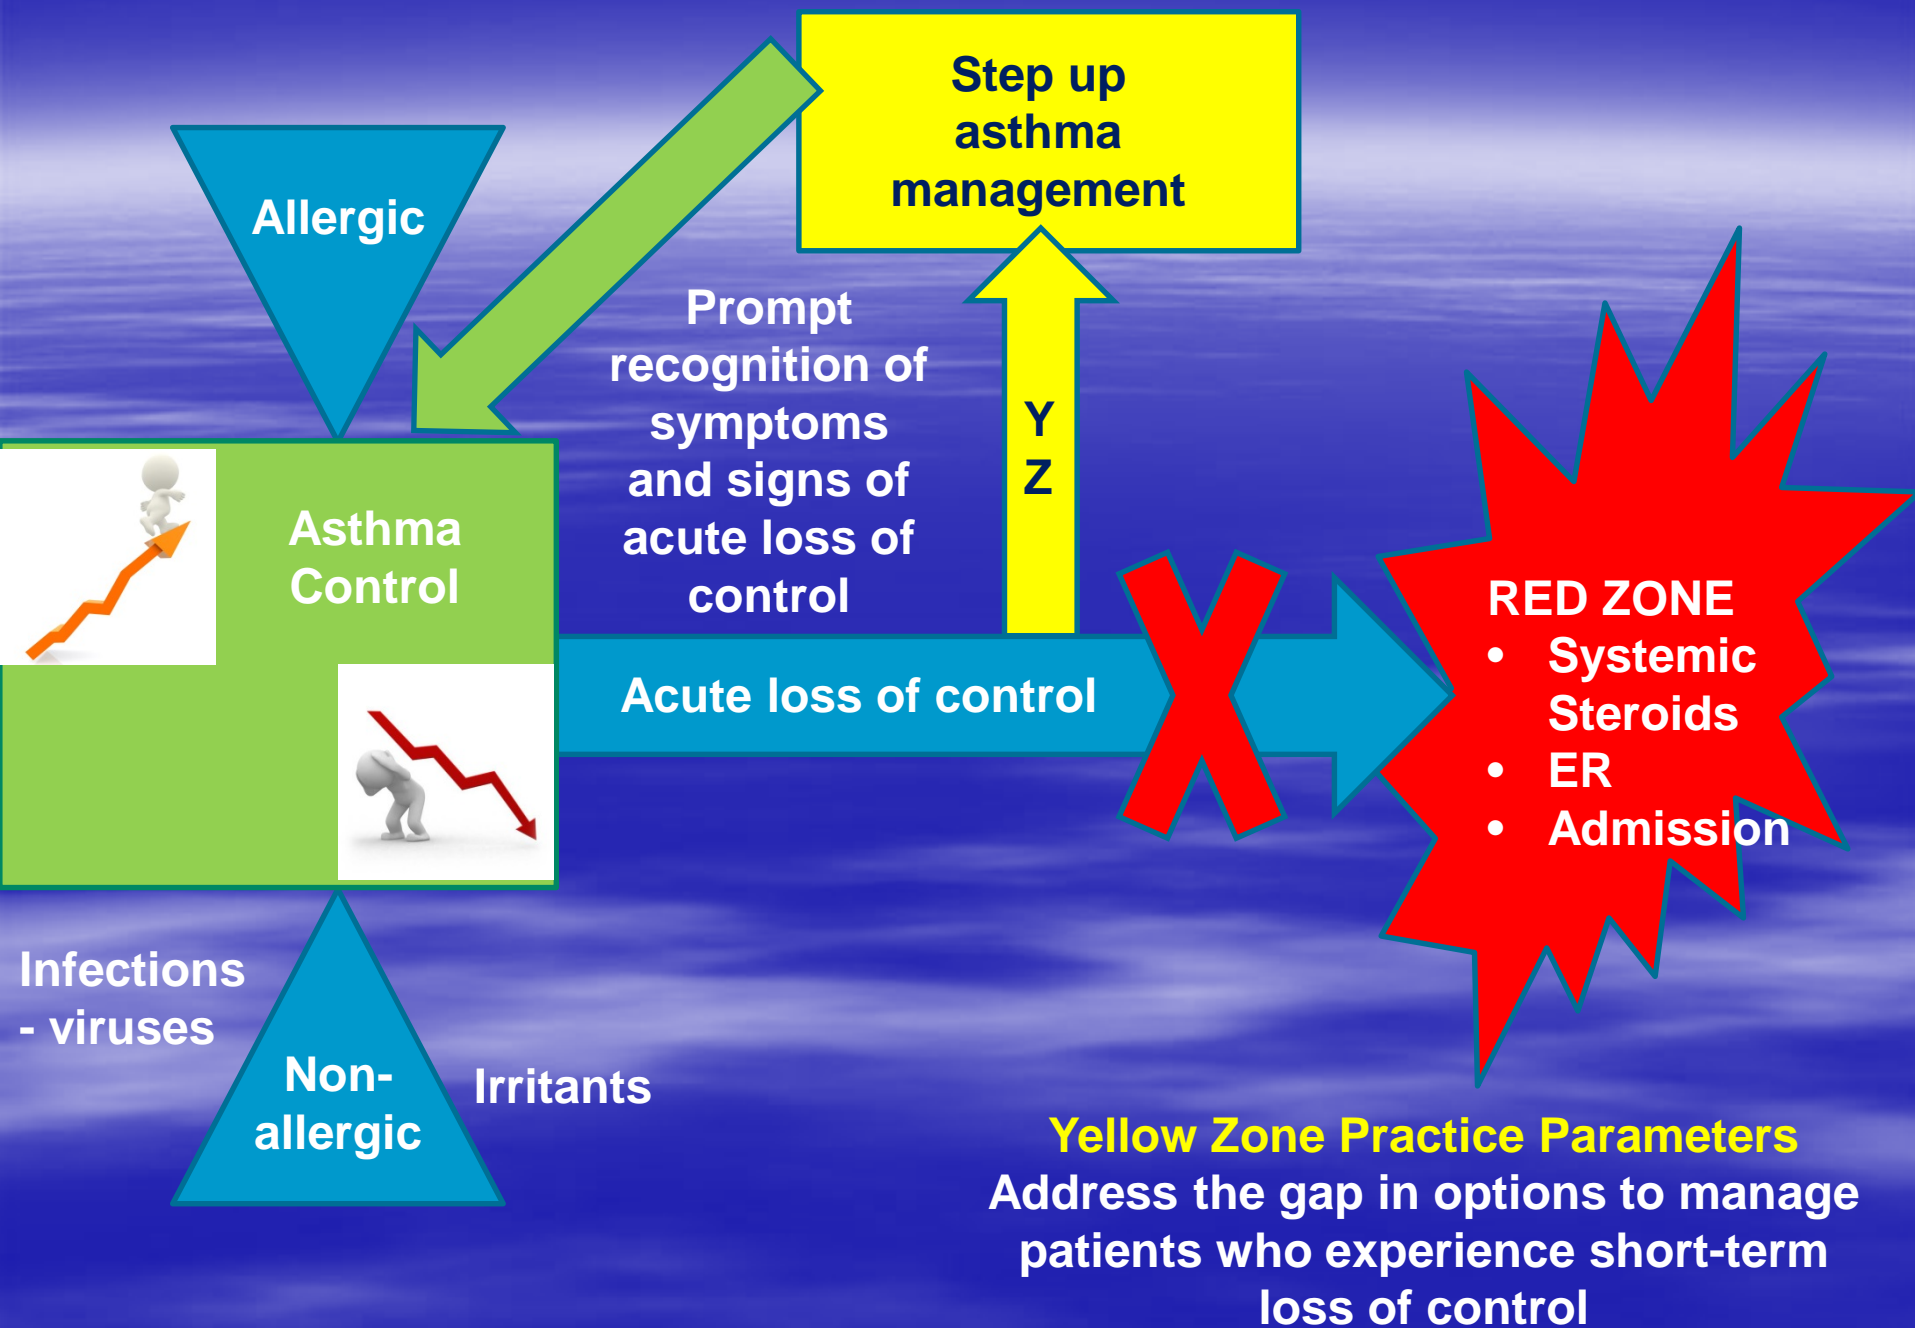 Step up
asthma
management
Allergic
Prompt
recognition of
symptoms
and signs of
acute loss of
control
Y
Z
Asthma
Control
Acute loss of control
RED ZONE
• Systemic
Steroids
• ER
• Admission
Infections
- viruses
Non-
allergic
Irritants
Yellow Zone Practice Parameters
Address the gap in options to manage
patients who experience short-term
loss of control